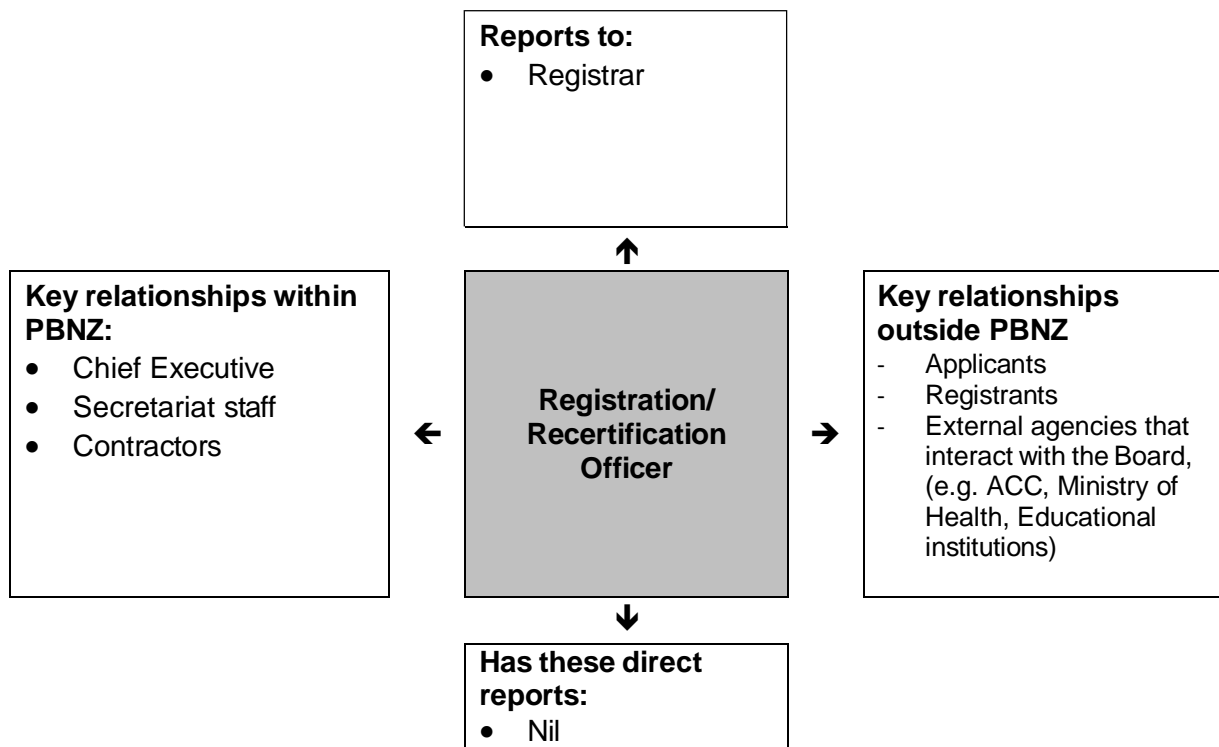 Reports to:
• Registrar
Key relationships within
PBNZ:
• Chief Executive
• Secretariat staff
• Contractors
Registration/
Recertification
Officer
Key relationships
outside PBNZ
- Applicants
- Registrants
- External agencies that
interact with the Board,
(e.g. ACC, Ministry of
Health, Educational
institutions)
Has these direct
reports:
• Nil